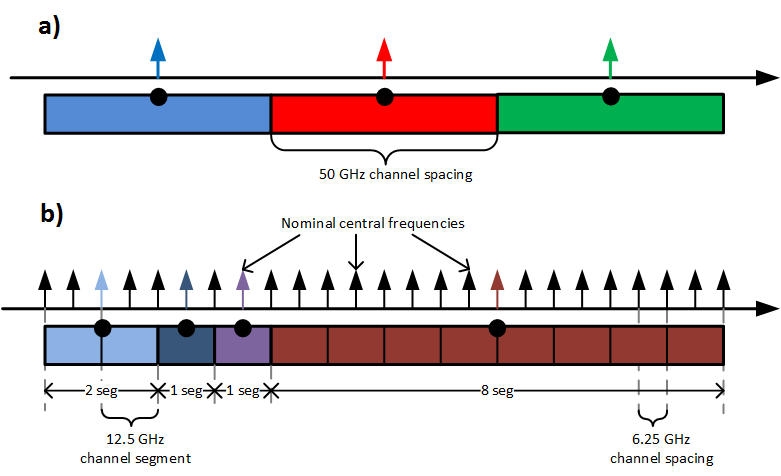 a)
50 GHz channel spacing
b)
Nominal central frequencies
2 seg
1 seg
1 seg
8 seg
12.5 GHz
channel segment
6.25 GHz
channel spacing